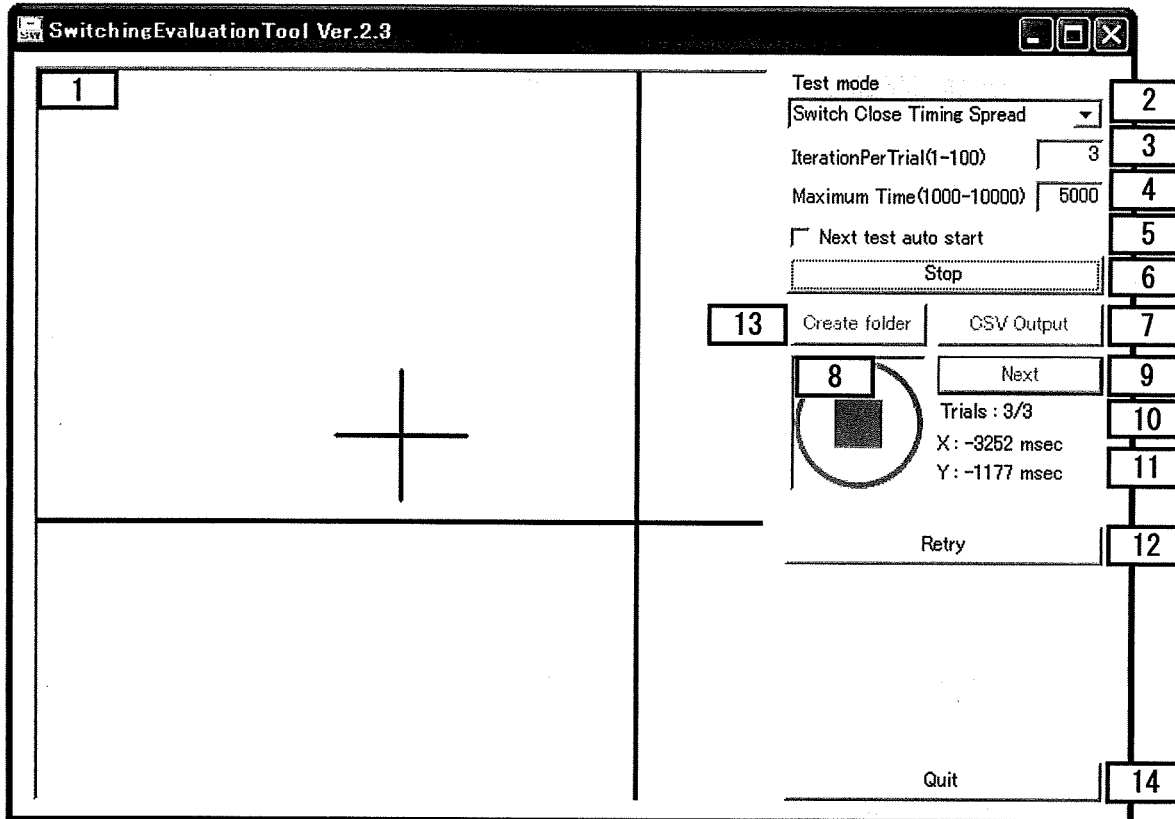 SwitchingEvaluationTool Ver.2.3
1
Test mode
2
Switch Close Timing Spread
IterationPerTrial(1-100) 3
3
Maximum Time(1000-10000) 5000
4
Next test auto start
5
Stop
6
13
Create folder
CSV Output
7
8
Next
9
Trials : 3/3
10
X : -3252 msec
Y : -1177 msec
11
Retry
12
Quit
14